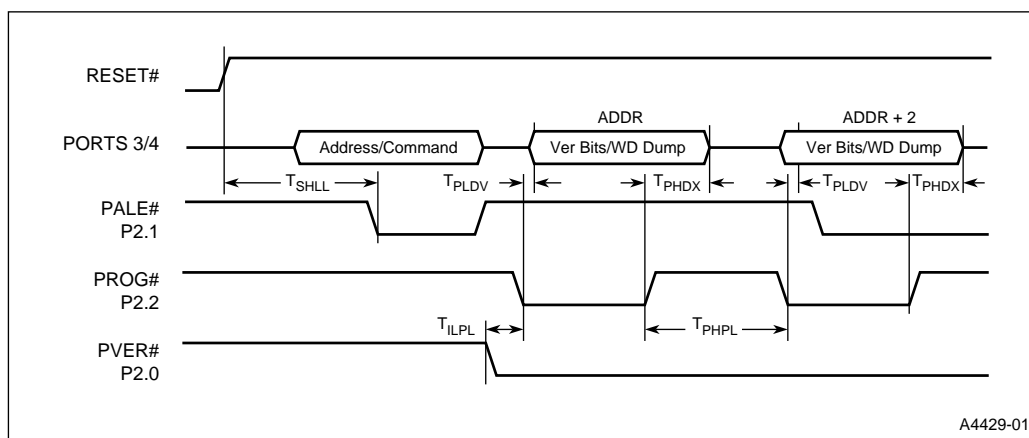 RESET#
ADDR
ADDR + 2
PORTS 3/4
Address/Command
Ver Bits/WD Dump
Ver Bits/WD Dump
TSHLL
TPLDV
TPHDX
TPLDV
TPHDX
PALE#
P2.1
PROG#
P2.2
TILPL
TPHPL
PVER#
P2.0
A4429-01